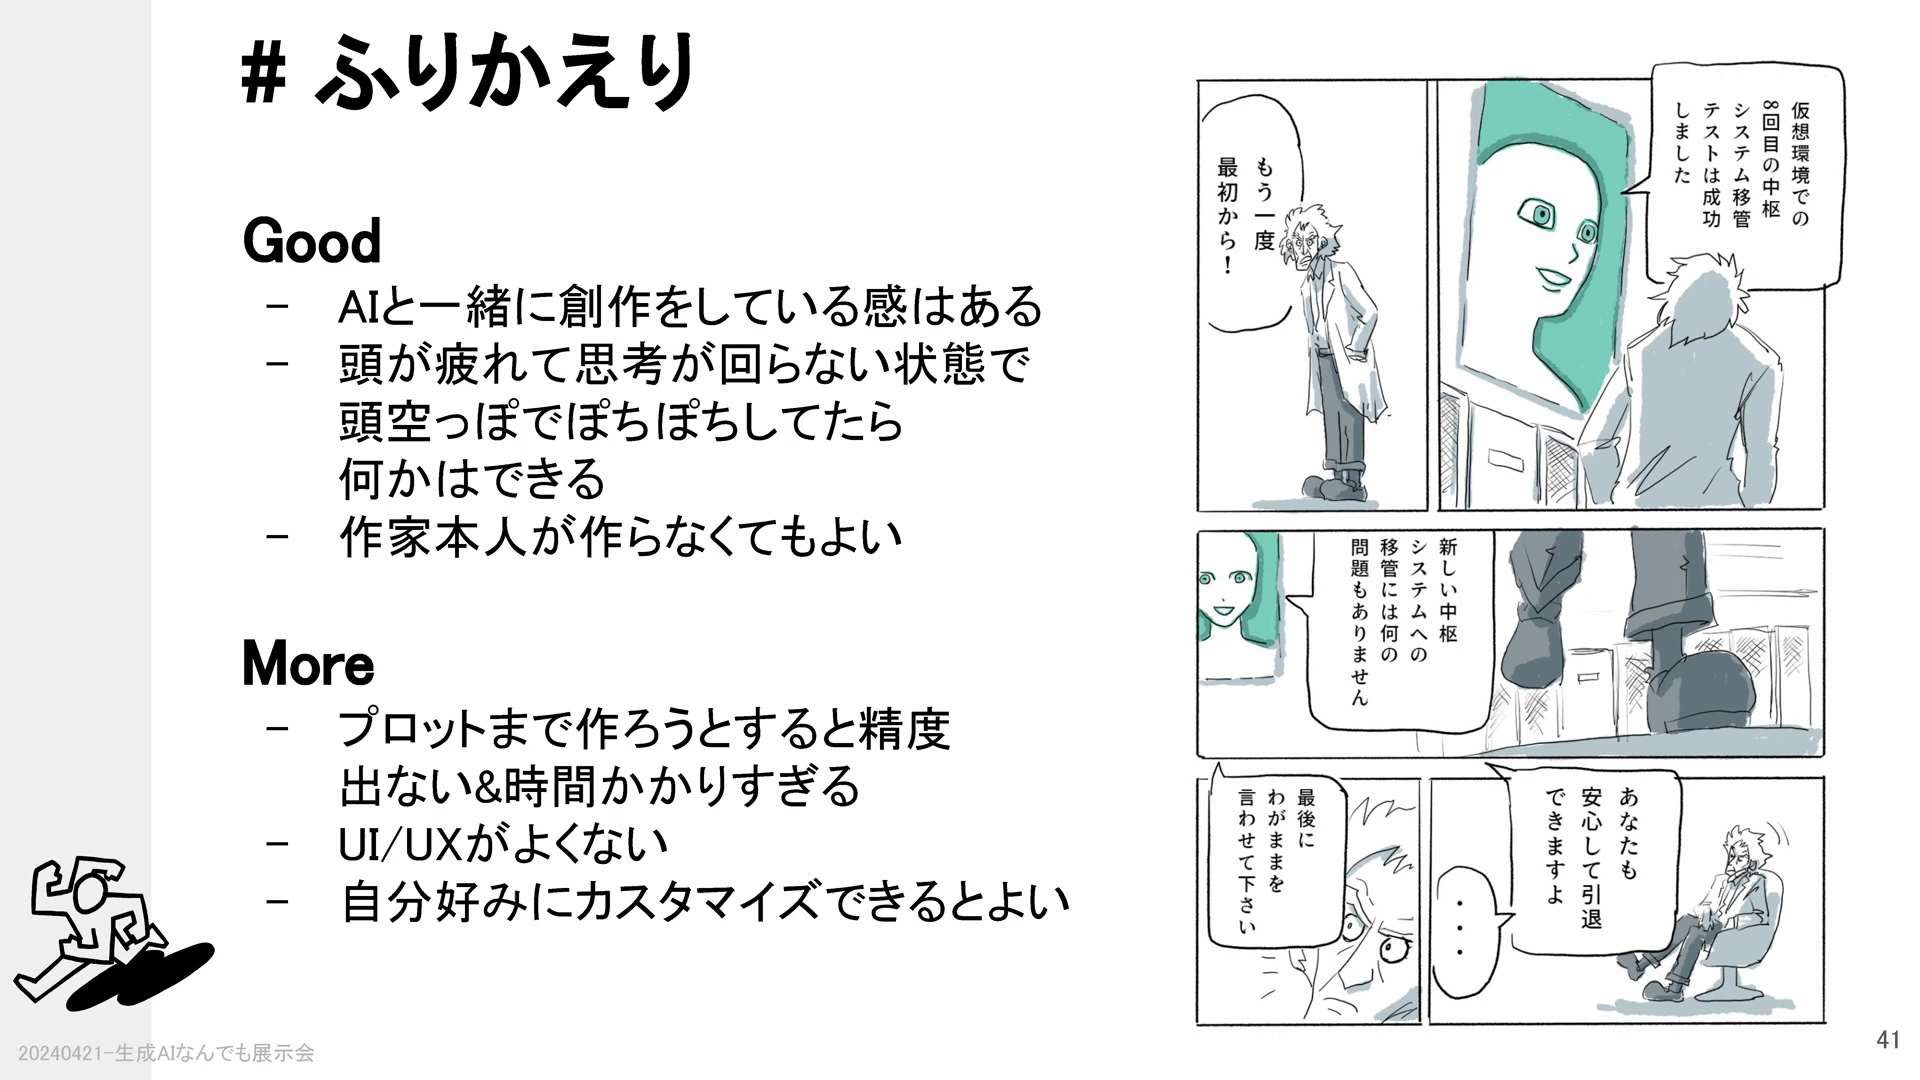 # ふりかえり
Good
- AIと一緒に創作をしている感はある
- 頭が疲れて思考が回らない状態で
頭空っぽでぽちぽちしてたら
何かはできる
- 作家本人が作らなくてもよい
More
- プロットまで作ろうとすると精度
出ない&時間かかりすぎる
- UI/UXがよくない
- 自分好みにカスタマイズできるとよい
仮想環境での
8回目の中枢
システム移管
テストは成功
しました
もう一度
最初から!
新しい中枢
システムへの
移管には何の
問題もありません
あなたも
安心して引退
できますよ
・・・
最後に
わがままを
言わせて下さい
20240421-生成AIなんでも展示会
41